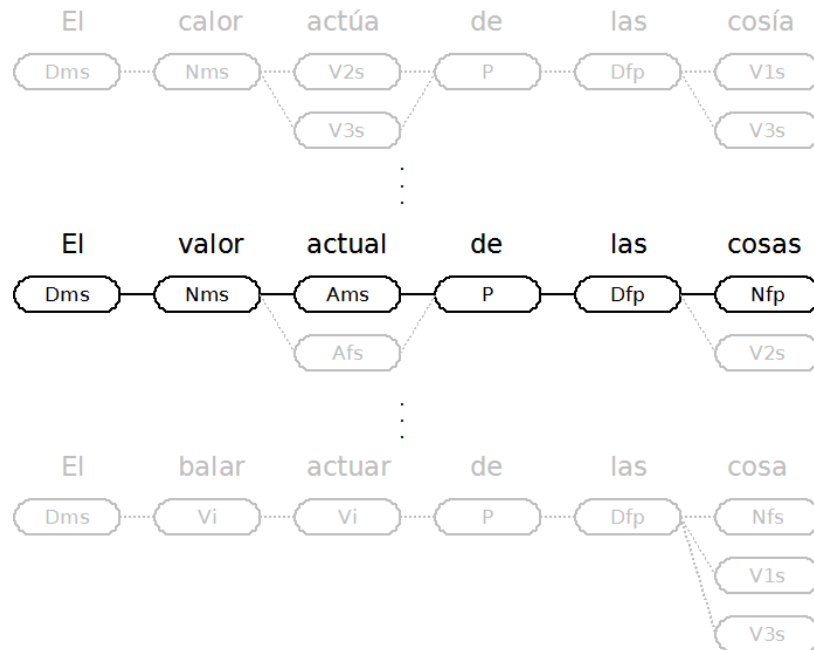 El calor actúa de las cosía
Dms Nms V2s P Dfp V1s
V3s V3s
El valor actual de las cosas
Dms Nms Ams P Dfp Nfp
Afs V2s
El balar actuar de las cosa
Dms Vi Vi P Dfp Nfs
V1s
V3s